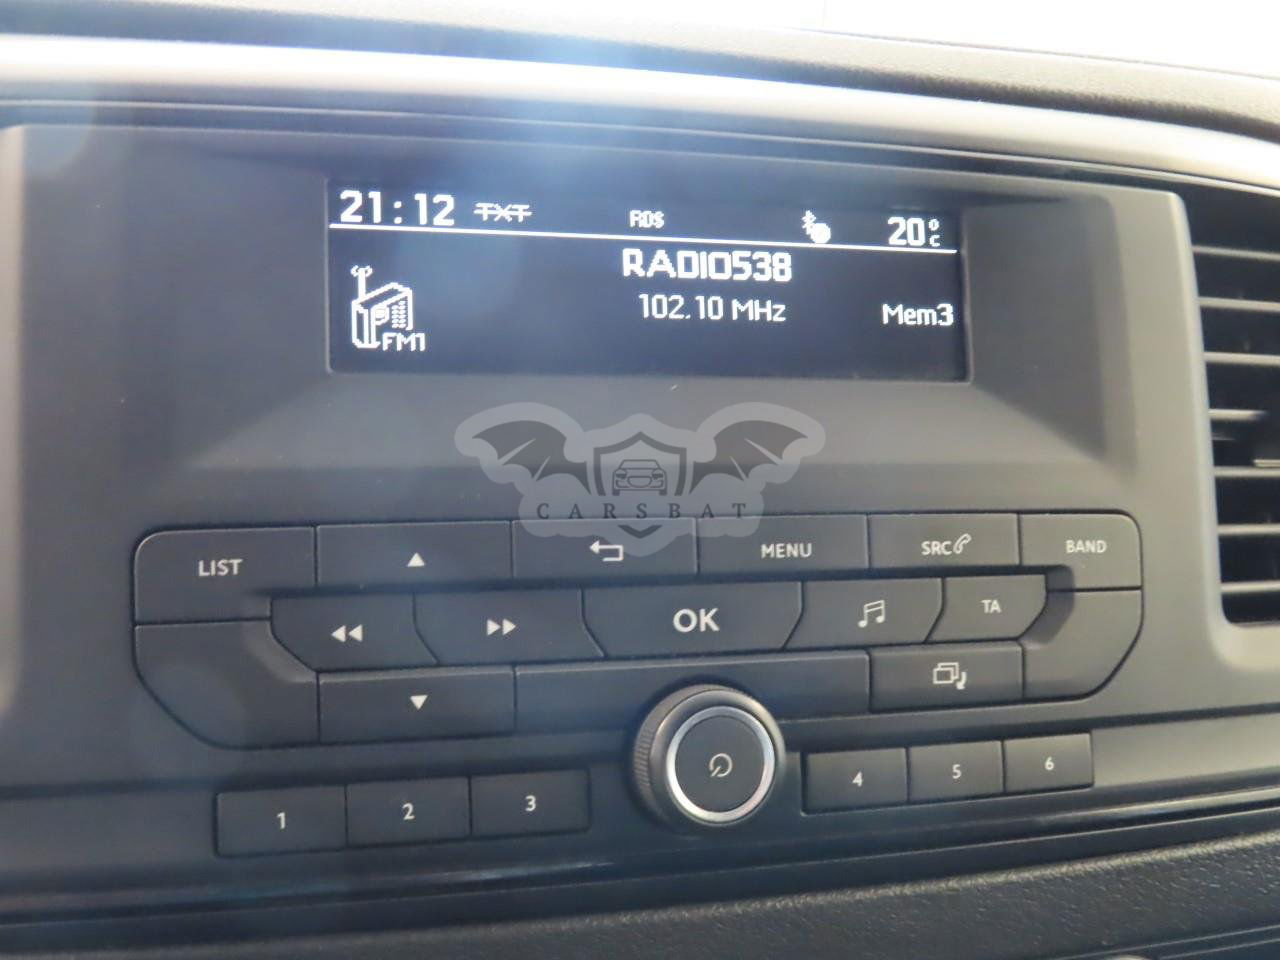 21:12 TXT RDS 20°C
RADIO538
102.10 MHz Mem3
FM1
CARSBAT
LIST MENU SRC BAND
OK TA
1 2 3 4 5 6